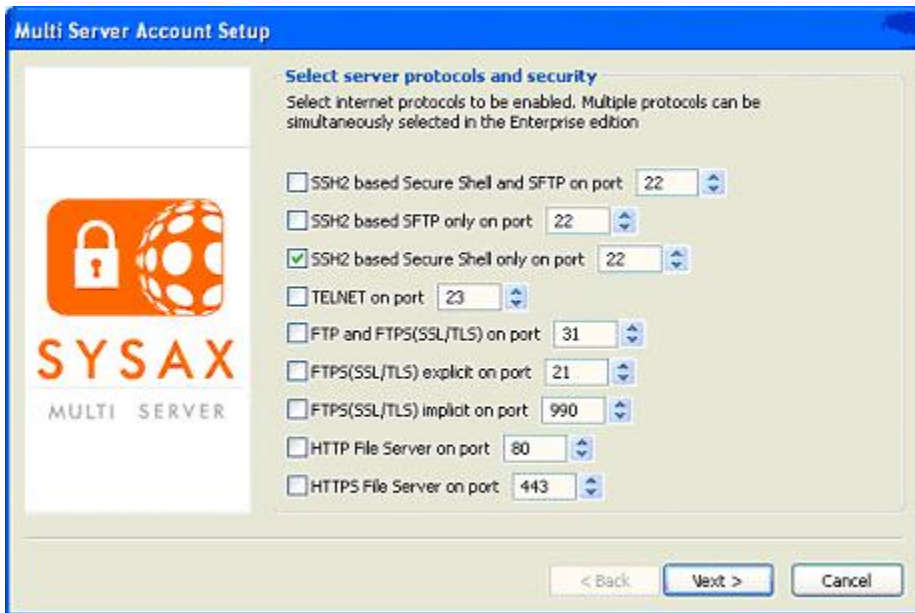 Multi Server Account Setup
Select server protocols and security
Select internet protocols to be enabled. Multiple protocols can be
simultaneously selected in the Enterprise edition
SSH2 based Secure Shell and SFTP on port 22
SSH2 based SFTP only on port 22
SSH2 based Secure Shell only on port 22
TELNET on port 23
FTP and FTPS(SSL/TLS) on port 31
FTPS(SSL/TLS) explicit on port 21
FTPS(SSL/TLS) implicit on port 990
HTTP File Server on port 80
HTTPS File Server on port 443
SYSAX
MULTI SERVER
< Back
Next >
Cancel